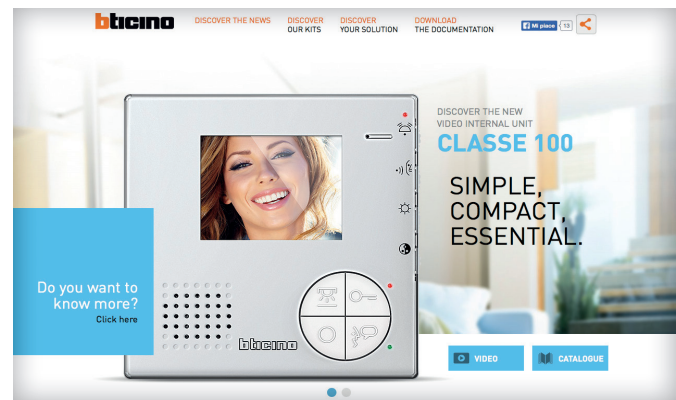 bticino
DISCOVER THE NEWS
DISCOVER
OUR KITS
DISCOVER
YOUR SOLUTION
DOWNLOAD
THE DOCUMENTATION
Mi piace
13
DISCOVER THE NEW
VIDEO INTERNAL UNIT
CLASSE 100
SIMPLE,
COMPACT,
ESSENTIAL.
Do you want to
know more?
Click here
bticino
VIDEO
CATALOGUE